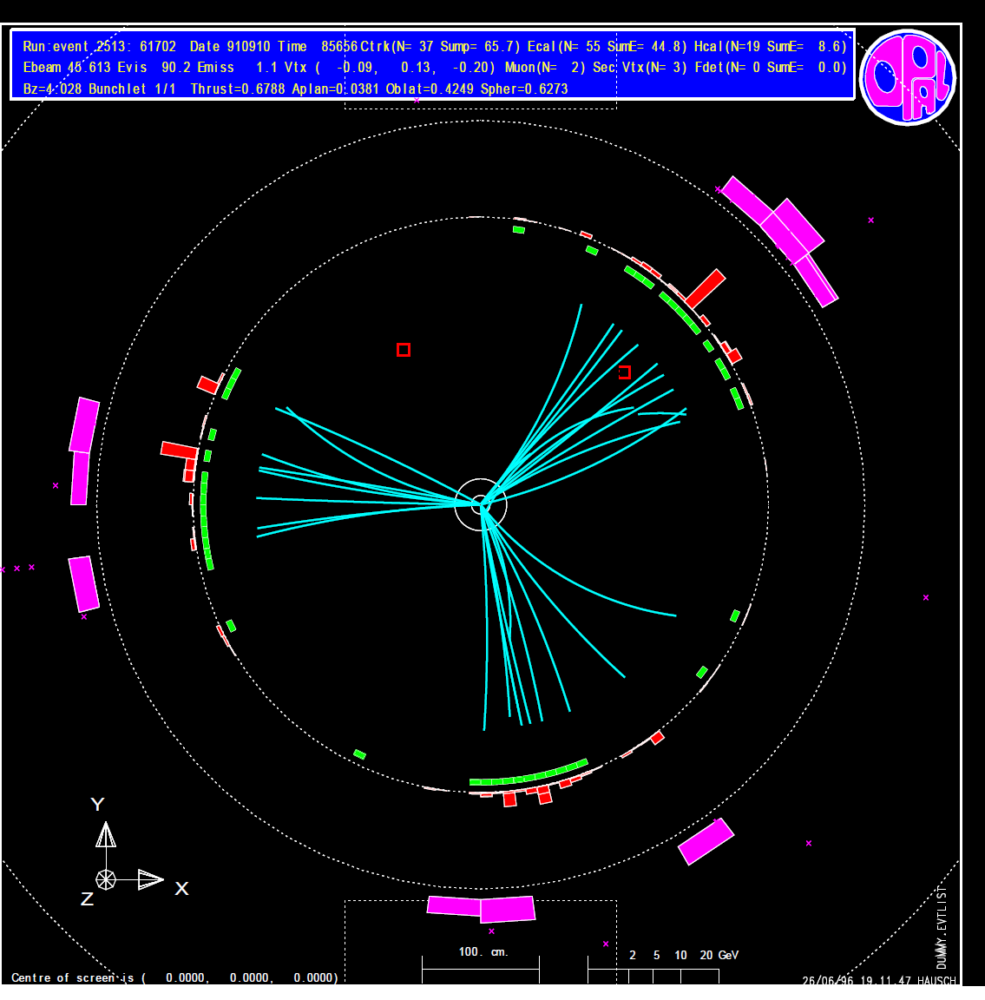 Run:event 2513: 61702 Date 910910 Time 85656 Ctrk(N= 37 Sump= 65.7) Ecal(N= 55 SumE= 44.8) Hcal(N=19 SumE= 8.6)
Ebeam 45.613 Evis 90.2 Emiss 1.1 Vtx ( -0.09, 0.13, -0.20) Muon(N= 2) Sec Vtx(N= 3) Fdet(N= 0 SumE= 0.0)
Bz=4.028 Bunchlet 1/1 Thrust=0.6788 Aplan=0.0381 Oblat=0.4249 Spher=0.6273
OPAL
Y
X
Z
100. cm.
2 5 10 20 GeV
DUMMY.EVTLIST
Centre of screen is ( 0.0000, 0.0000, 0.0000)
26/06/96 19.11.47 HAUSCH